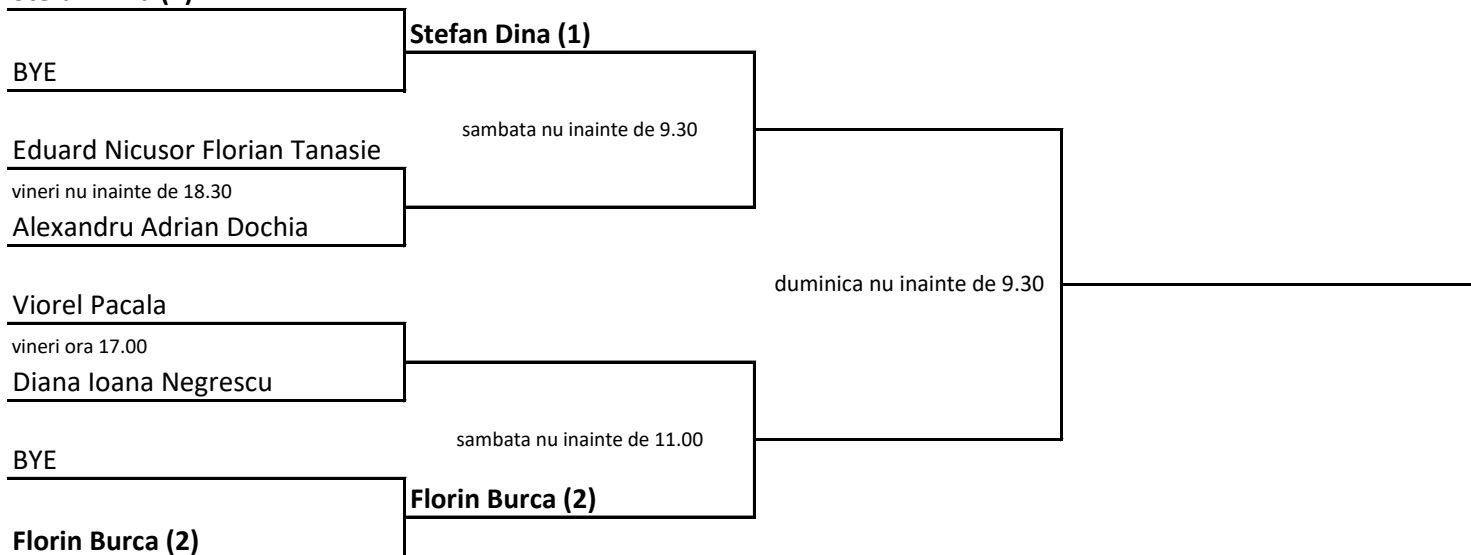 Stefan Dina (1)
BYE
sambata nu inainte de 9.30
Eduard Nicusor Florian Tanasie
vineri nu inainte de 18.30
Alexandru Adrian Dochia
duminica nu inainte de 9.30
Viorel Pacala
vineri ora 17.00
Diana Ioana Negrescu
sambata nu inainte de 11.00
BYE
Florin Burca (2)
Florin Burca (2)